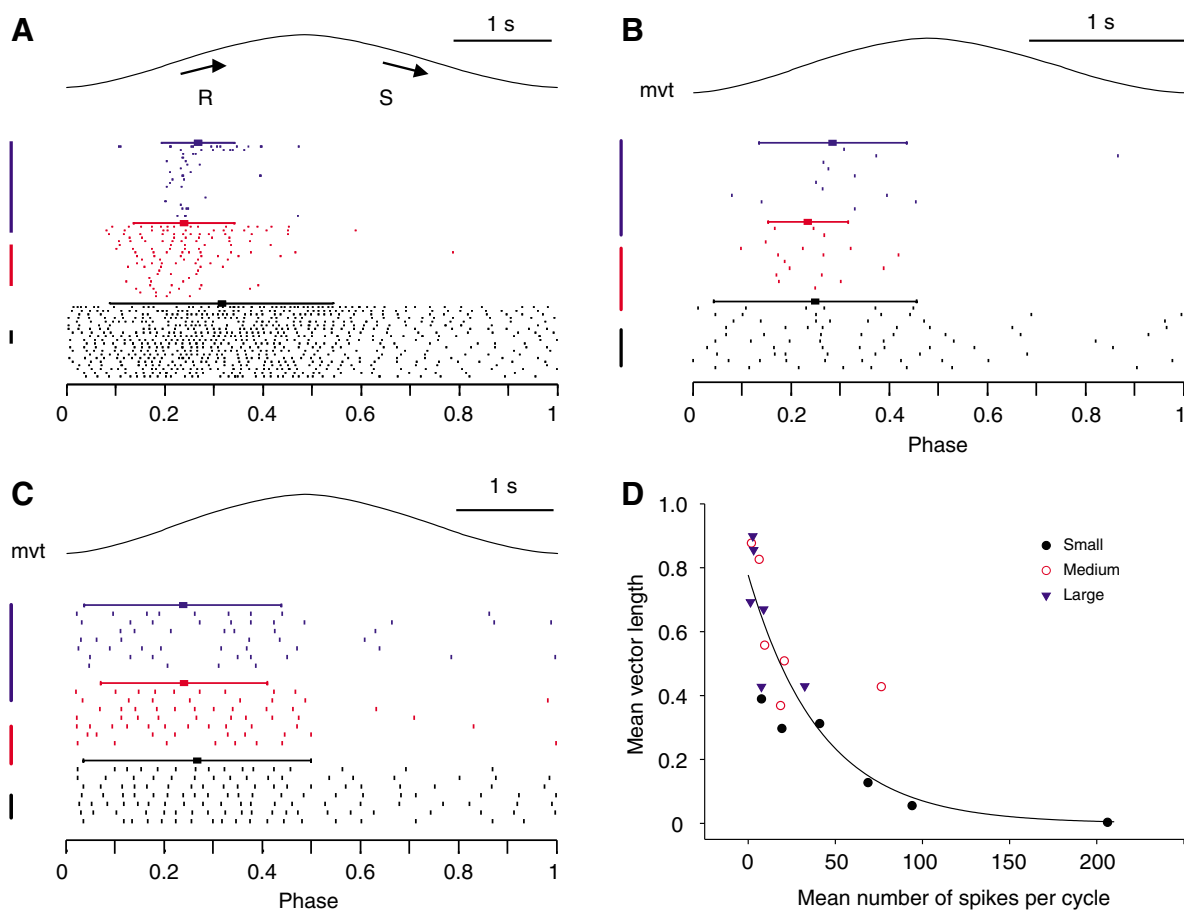 A
1 s
R
S
0 0.2 0.4 0.6 0.8 1
B
1 s
mvt
0 0.2 0.4 0.6 0.8 1
Phase
C
1 s
mvt
0 0.2 0.4 0.6 0.8 1
Phase
D
1.0
0.8
0.6
0.4
0.2
0
Mean vector length
Small
Medium
Large
0 50 100 150 200
Mean number of spikes per cycle